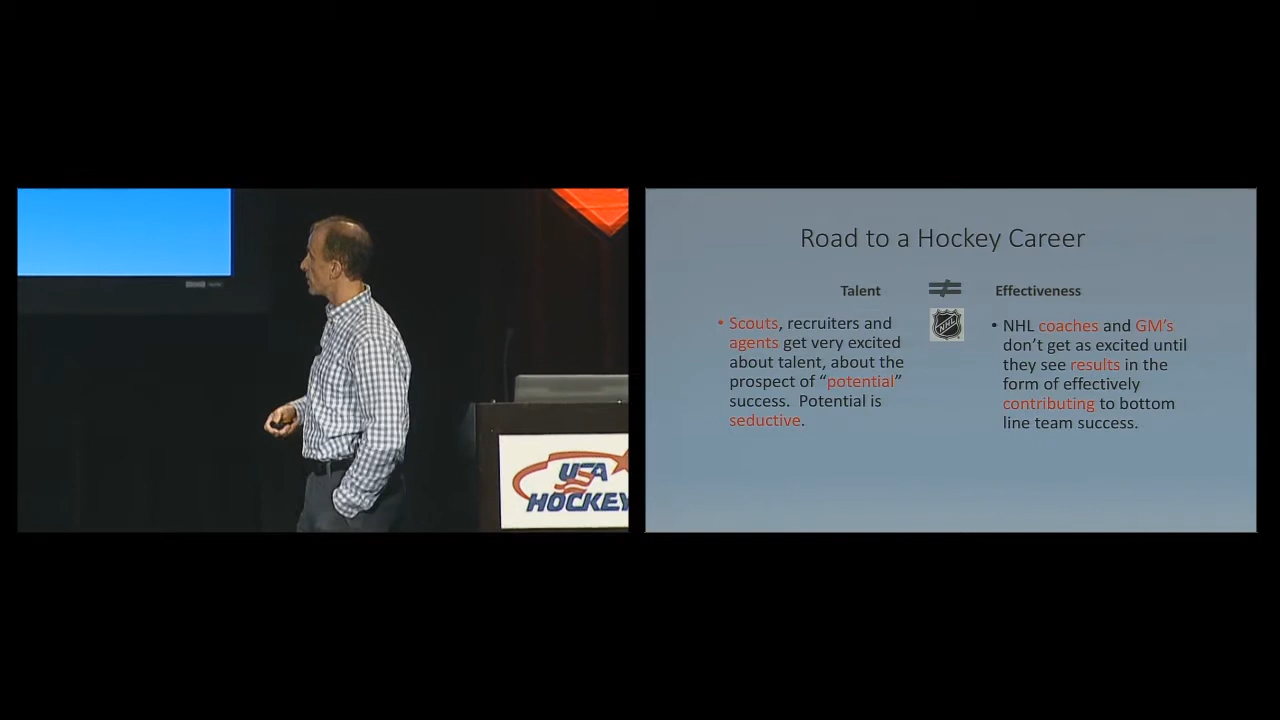 USA
HOCKEY
Road to a Hockey Career
Talent ≠ Effectiveness
• Scouts, recruiters and
agents get very excited
about talent, about the
prospect of “potential”
success. Potential is
seductive.
NHL
• NHL coaches and GM’s
don’t get as excited until
they see results in the
form of effectively
contributing to bottom
line team success.